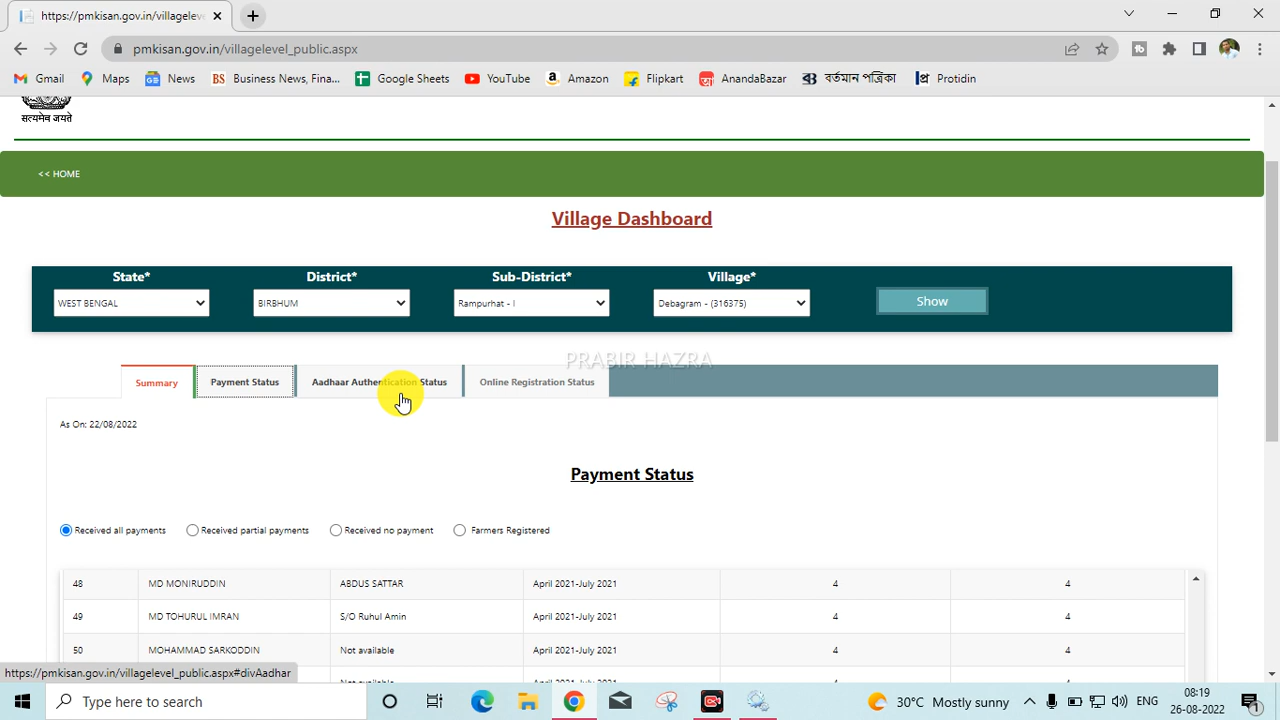 https://pmkisan.gov.in/villagelev
pmkisan.gov.in/villagelevel_public.aspx
Gmail Maps News BS Business News, Fina... Google Sheets YouTube Amazon Flipkart AnandaBazar বর্তমান পত্রিকা Protidin
सत्यमेव जयते
<< HOME
Village Dashboard
State* District* Sub-District* Village*
WEST BENGAL BIRBHUM Rampurhat - I Debagram - (316375) Show
PRABIR HAZRA
Summary Payment Status Aadhaar Authentication Status Online Registration Status
As On: 22/08/2022
Payment Status
Received all payments Received partial payments Received no payment Farmers Registered
48 MD MONIRUDDIN ABDUS SATTAR April 2021-July 2021 4 4
49 MD TOHURUL IMRAN S/O Ruhul Amin April 2021-July 2021 4 4
50 MOHAMMAD SARKODDIN Not available April 2021-July 2021 4 4
https://pmkisan.gov.in/villagelevel_public.aspx#divAadhar
Type here to search 30°C Mostly sunny ENG 08:19
26-08-2022